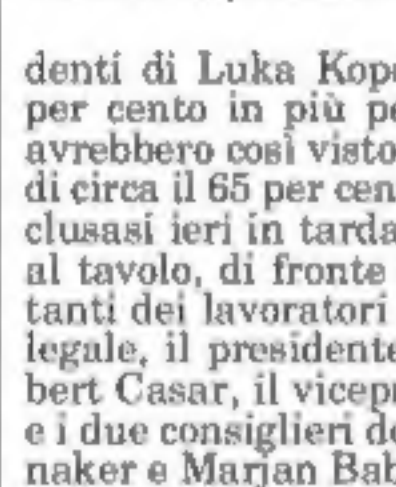 denti di Luka Kop
per cento in più p
avrebbero così visto
di circa il 65 per cen
clusasi ieri in tarda
al tavolo, di fronte
tanti dei lavoratori
legale, il presidente
bert Casar, il vicep
e i due consiglieri d
naker e Marjan Bab